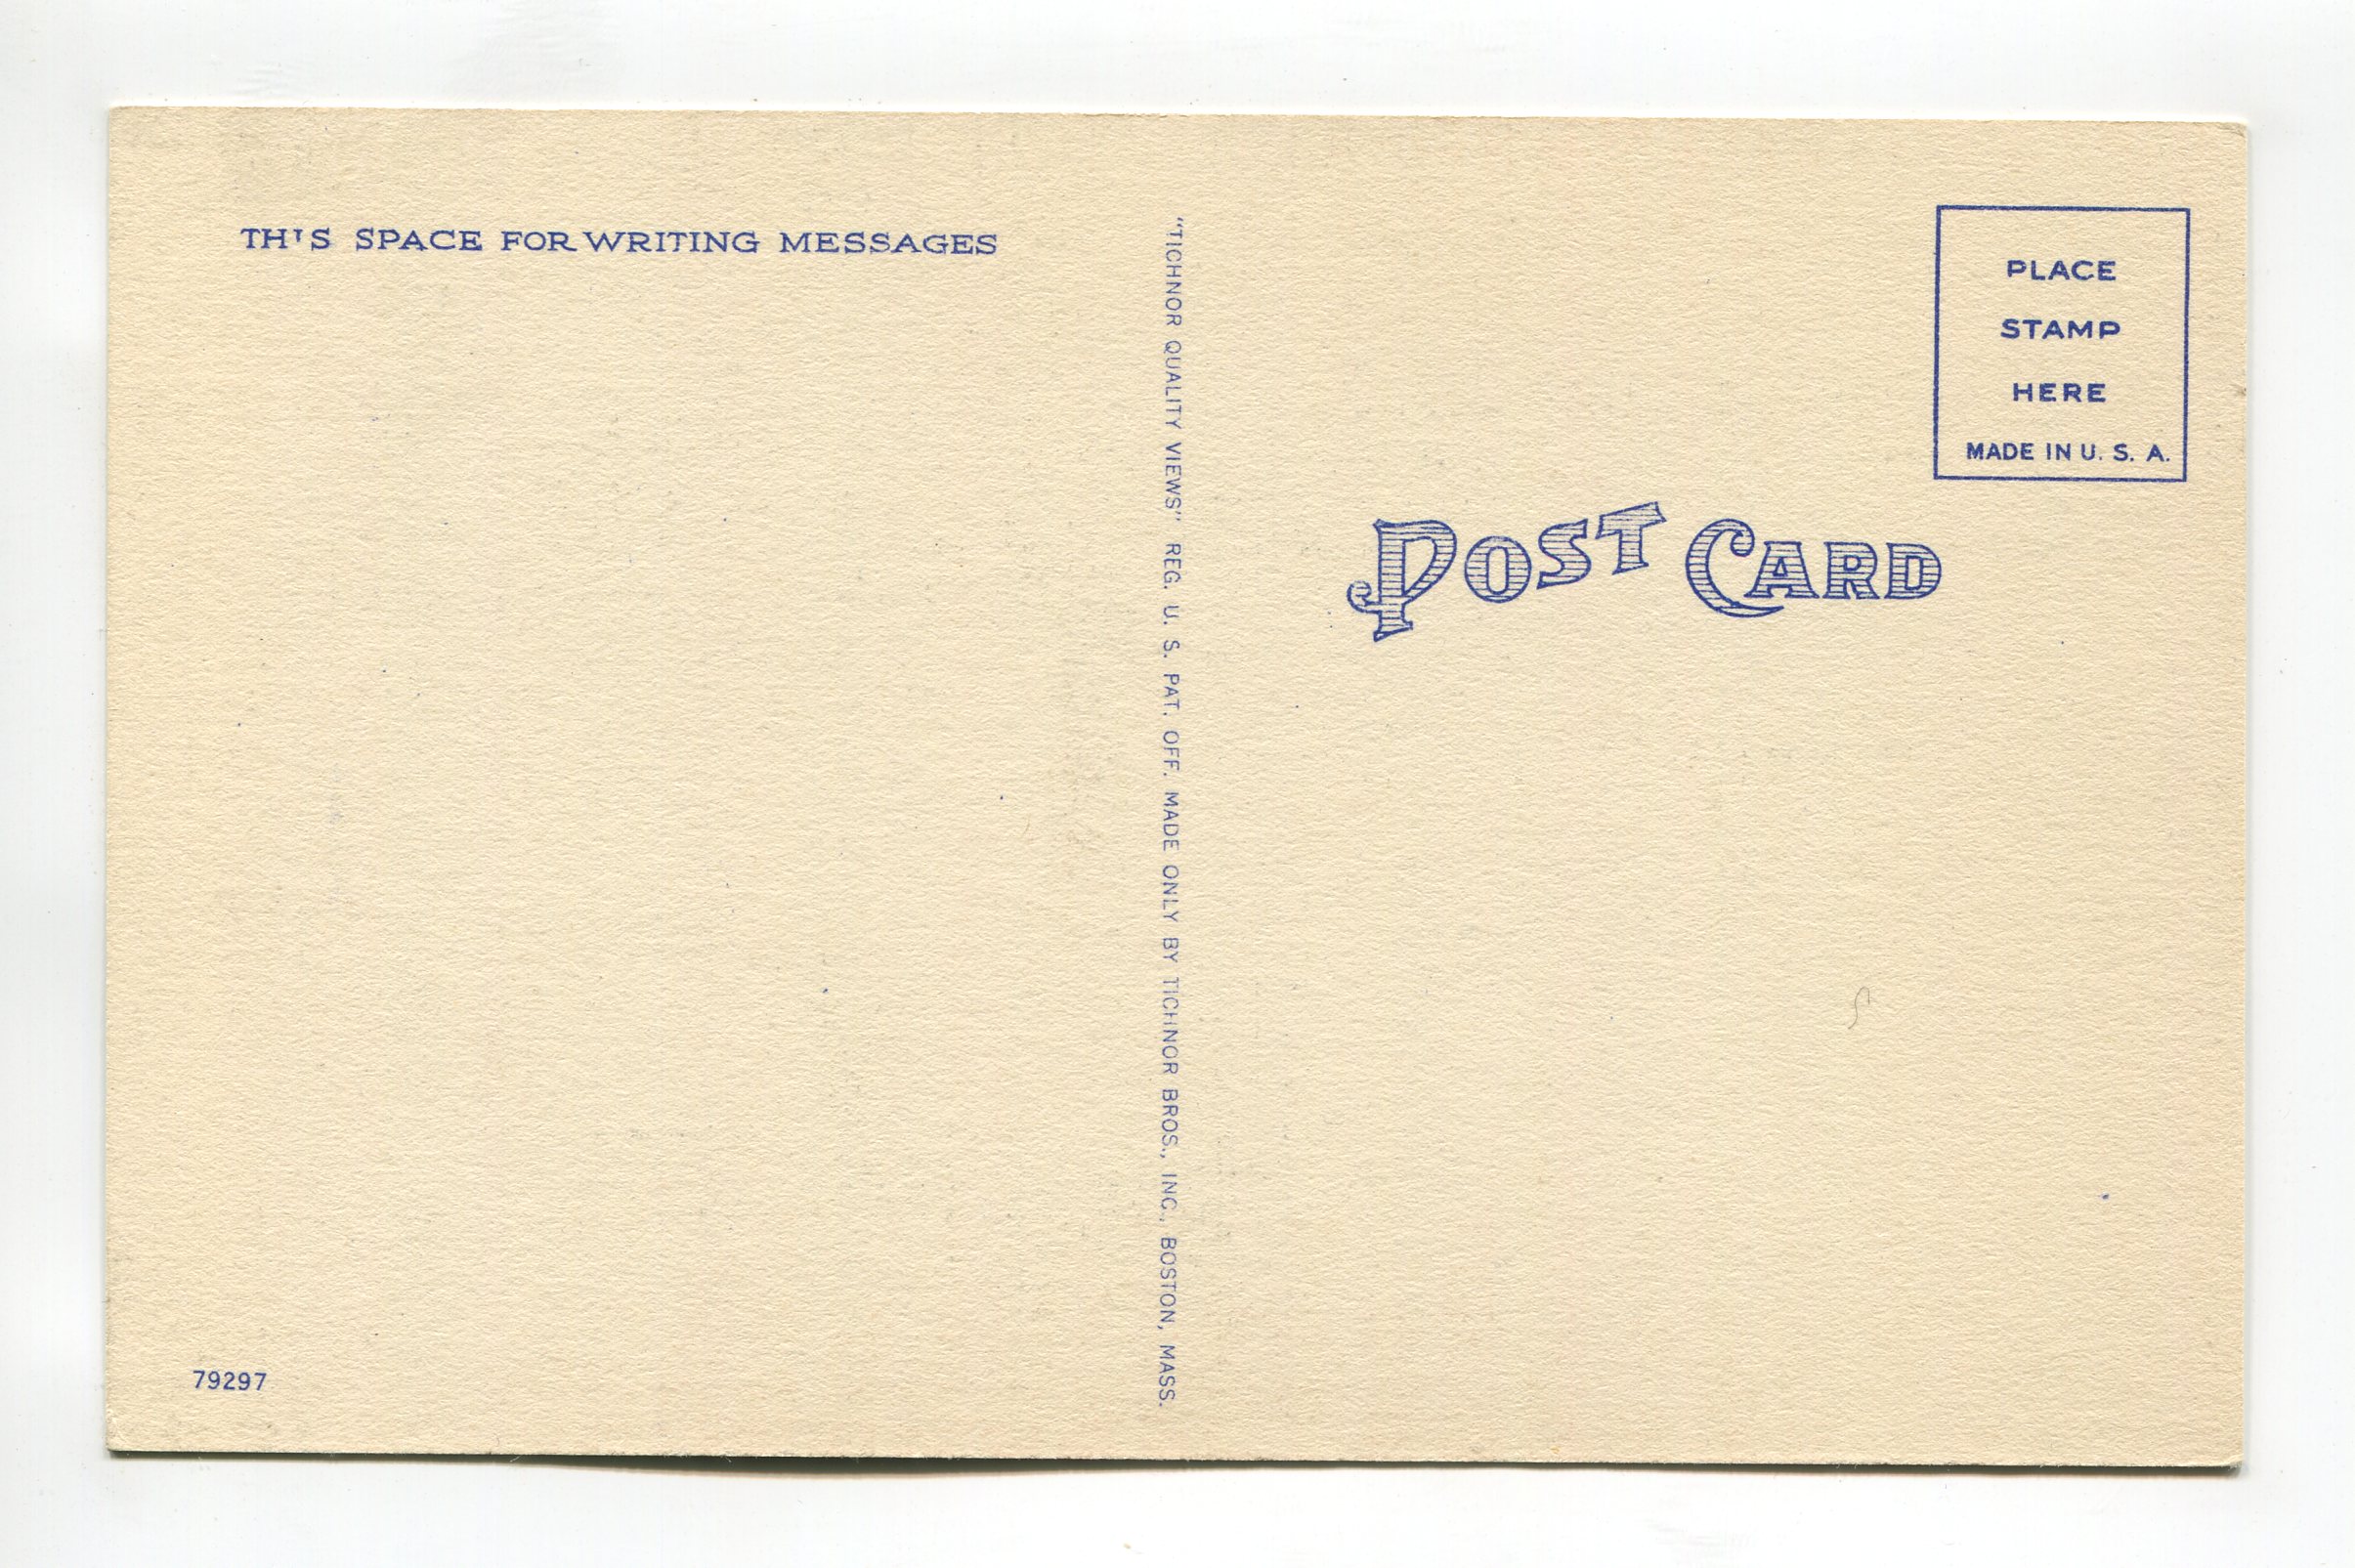 THIS SPACE FOR WRITING MESSAGES
"TICHNOR QUALITY VIEWS" REG. U. S. PAT. OFF. MADE ONLY BY TICHNOR BROS., INC., BOSTON, MASS.
PLACE
STAMP
HERE
MADE IN U. S. A.
POST CARD
79297